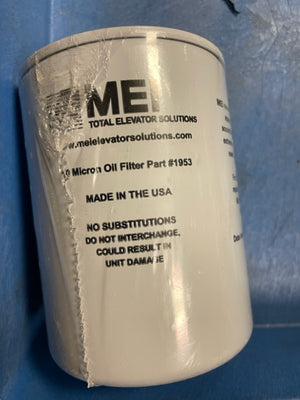 MEI
TOTAL ELEVATOR SOLUTIONS
www.meielevatorsolutions.com
Micron Oil Filter Part #1953
MADE IN THE USA
NO SUBSTITUTIONS
DO NOT INTERCHANGE,
COULD RESULT IN
UNIT DAMAGE